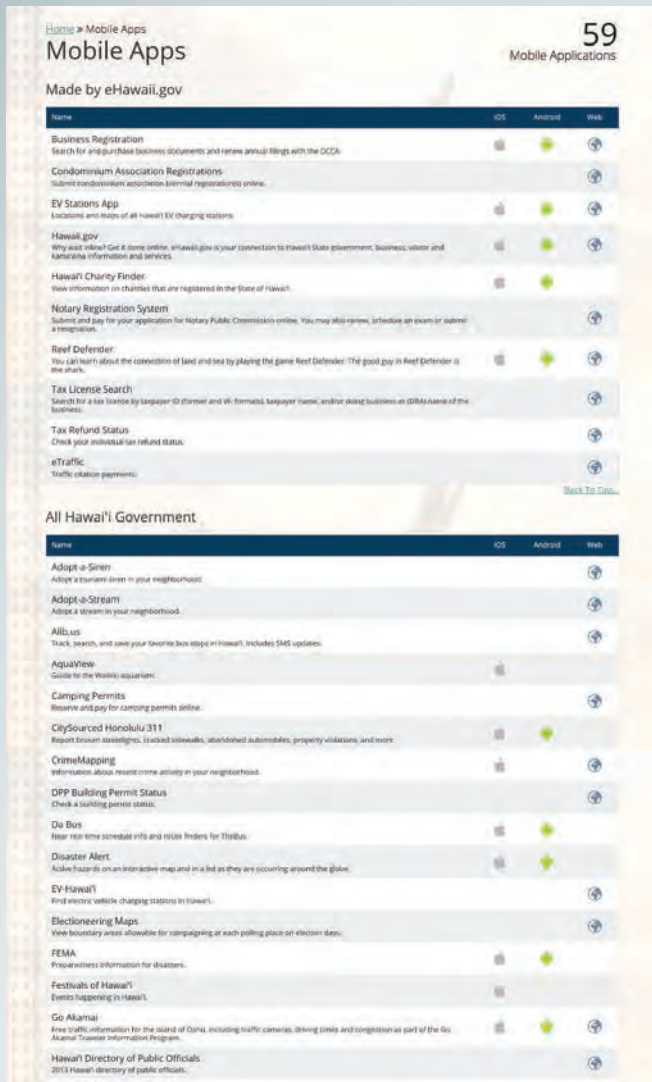 Home » Mobile Apps
Mobile Apps
59
Mobile Applications
Made by eHawaii.gov
Name iOS Android Web
Business Registration
Search for and purchase business documents and renew annual filings with the DCCA.
Condominium Association Registrations
Submit condominium association biennial registration(s) online.
EV Stations App
Locations and maps of all Hawai'i EV charging stations.
Hawaii.gov
Why wait inline? Get it done online. eHawaii.gov is your connection to Hawai'i State government, business, visitor and
kama'aina information and services.
Hawai'i Charity Finder
View information on charities that are registered in the State of Hawai'i.
Notary Registration System
Submit and pay for your application for Notary Public Commission online. You may also renew, schedule an exam or submit
a resignation.
Reef Defender
You can learn about the connection of land and sea by playing the game Reef Defender. The good guy in Reef Defender is
the shark.
Tax License Search
Search for a tax license by taxpayer ID (former and W- formats), taxpayer name, and/or doing business as (DBA) name of the
business.
Tax Refund Status
Check your individual tax refund status.
eTraffic
Traffic citation payments.
Back To Top...
All Hawai'i Government
Name iOS Android Web
Adopt-a-Siren
Adopt a tsunami siren in your neighborhood.
Adopt-a-Stream
Adopt a stream in your neighborhood.
Allb.us
Track, search, and save your favorite bus stops in Hawai'i. Includes SMS updates.
AquaView
Guide to the Waikiki aquarium.
Camping Permits
Reserve and pay for camping permits online.
CitySourced Honolulu 311
Report broken streetlights, cracked sidewalks, abandoned automobiles, property violations, and more.
CrimeMapping
Information about recent crime activity in your neighborhood.
DPP Building Permit Status
Check a building permit status.
Da Bus
Near real time schedule info and route finders for TheBus.
Disaster Alert
Active hazards on an interactive map and in a list as they are occurring around the globe.
EV-Hawai'i
Find electric vehicle charging stations in Hawai'i.
Electioneering Maps
View boundary areas allowable for campaigning at each polling place on election days.
FEMA
Preparedness information for disasters.
Festivals of Hawai'i
Events happening in Hawai'i.
Go Akamai
Free traffic information for the island of Oahu, including traffic cameras, driving times and congestion as part of the Go
Akamai Traveler Information Program.
Hawai'i Directory of Public Officials
2013 Hawai'i directory of public officials.